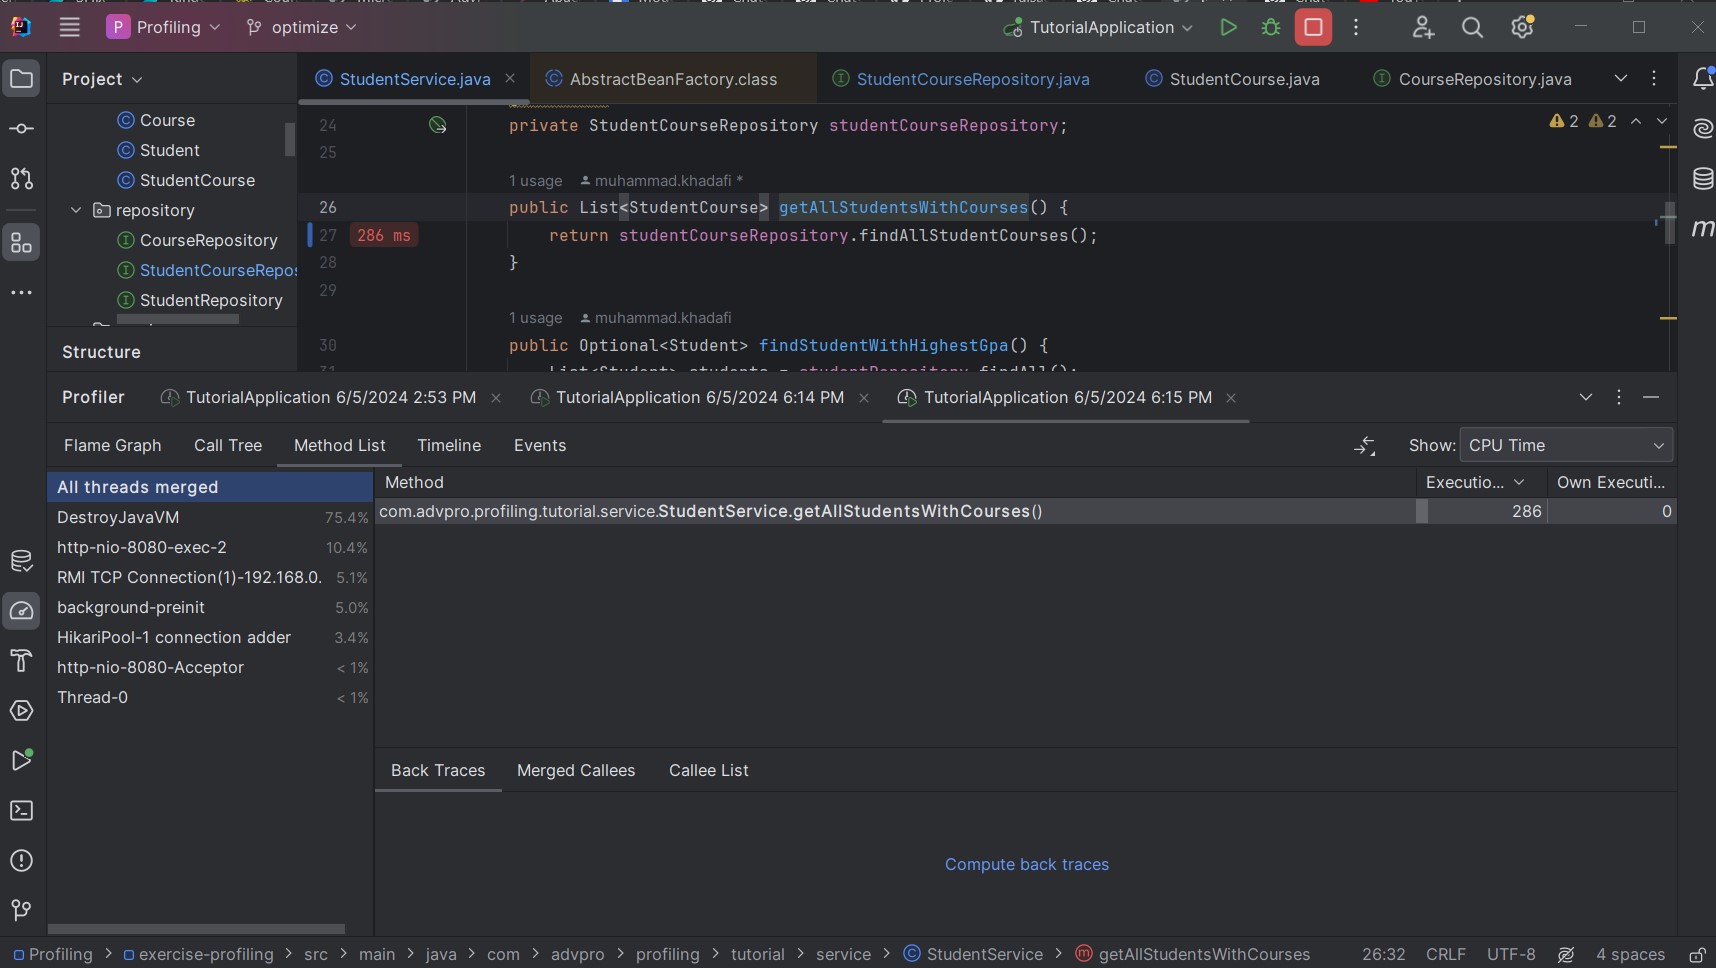 P Profiling optimize TutorialApplication
Project
StudentService.java AbstractBeanFactory.class StudentCourseRepository.java StudentCourse.java CourseRepository.java
Course
Student
StudentCourse
repository
CourseRepository
StudentCourseRepos
StudentRepository
Structure
24 private StudentCourseRepository studentCourseRepository;
2 2
25
1 usage muhammad.khadafi *
26 public List<StudentCourse> getAllStudentsWithCourses() {
27 286 ms return studentCourseRepository.findAllStudentCourses();
28 }
29
1 usage muhammad.khadafi
30 public Optional<Student> findStudentWithHighestGpa() {
31 List<Student> students = studentRepository.findAll();
Profiler TutorialApplication 6/5/2024 2:53 PM TutorialApplication 6/5/2024 6:14 PM TutorialApplication 6/5/2024 6:15 PM
Flame Graph Call Tree Method List Timeline Events Show: CPU Time
All threads merged
DestroyJavaVM 75.4%
http-nio-8080-exec-2 10.4%
RMI TCP Connection(1)-192.168.0. 5.1%
background-preinit 5.0%
HikariPool-1 connection adder 3.4%
http-nio-8080-Acceptor < 1%
Thread-0 < 1%
Method Executio... Own Executi...
com.advpro.profiling.tutorial.service.StudentService.getAllStudentsWithCourses() 286 0
Back Traces Merged Callees Callee List
Compute back traces
m
Profiling > exercise-profiling > src > main > java > com > advpro > profiling > tutorial > service > StudentService > m getAllStudentsWithCourses 26:32 CRLF UTF-8 4 spaces